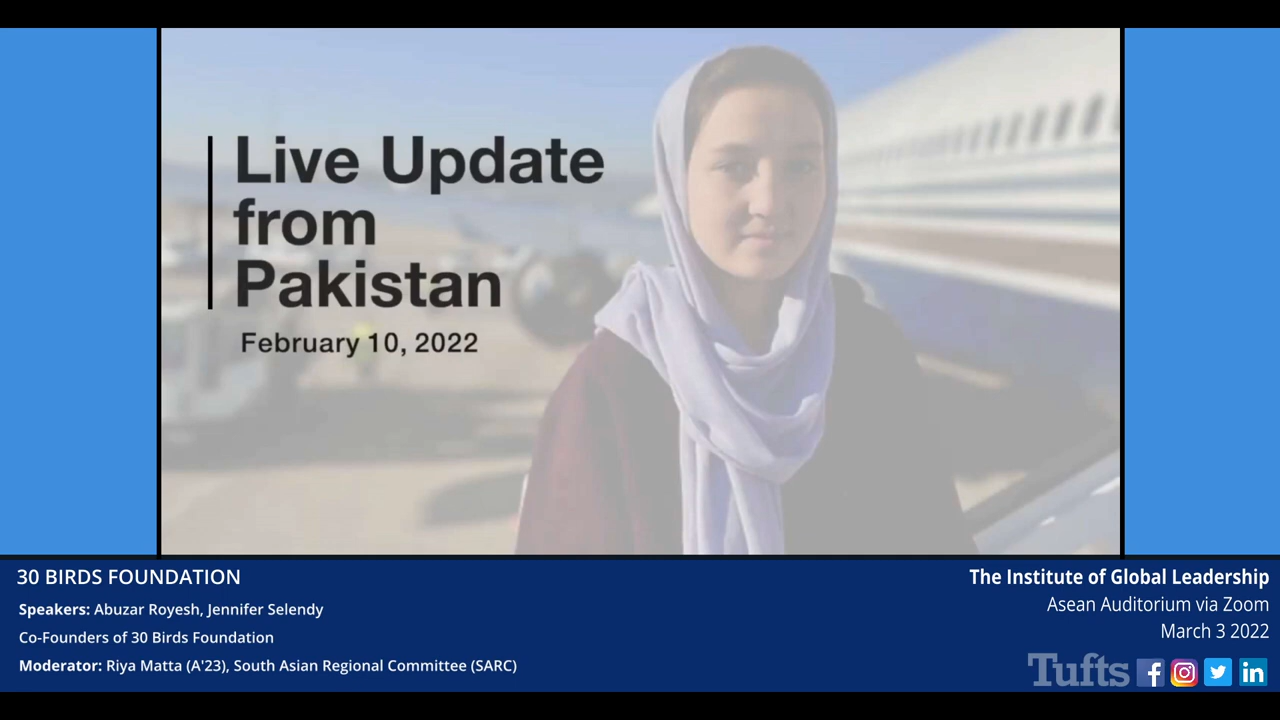 Live Update
from
Pakistan
February 10, 2022
30 BIRDS FOUNDATION
Speakers: Abuzar Royesh, Jennifer Selendy
Co-Founders of 30 Birds Foundation
Moderator: Riya Matta (A'23), South Asian Regional Committee (SARC)
The Institute of Global Leadership
Asean Auditorium via Zoom
March 3 2022
Tufts